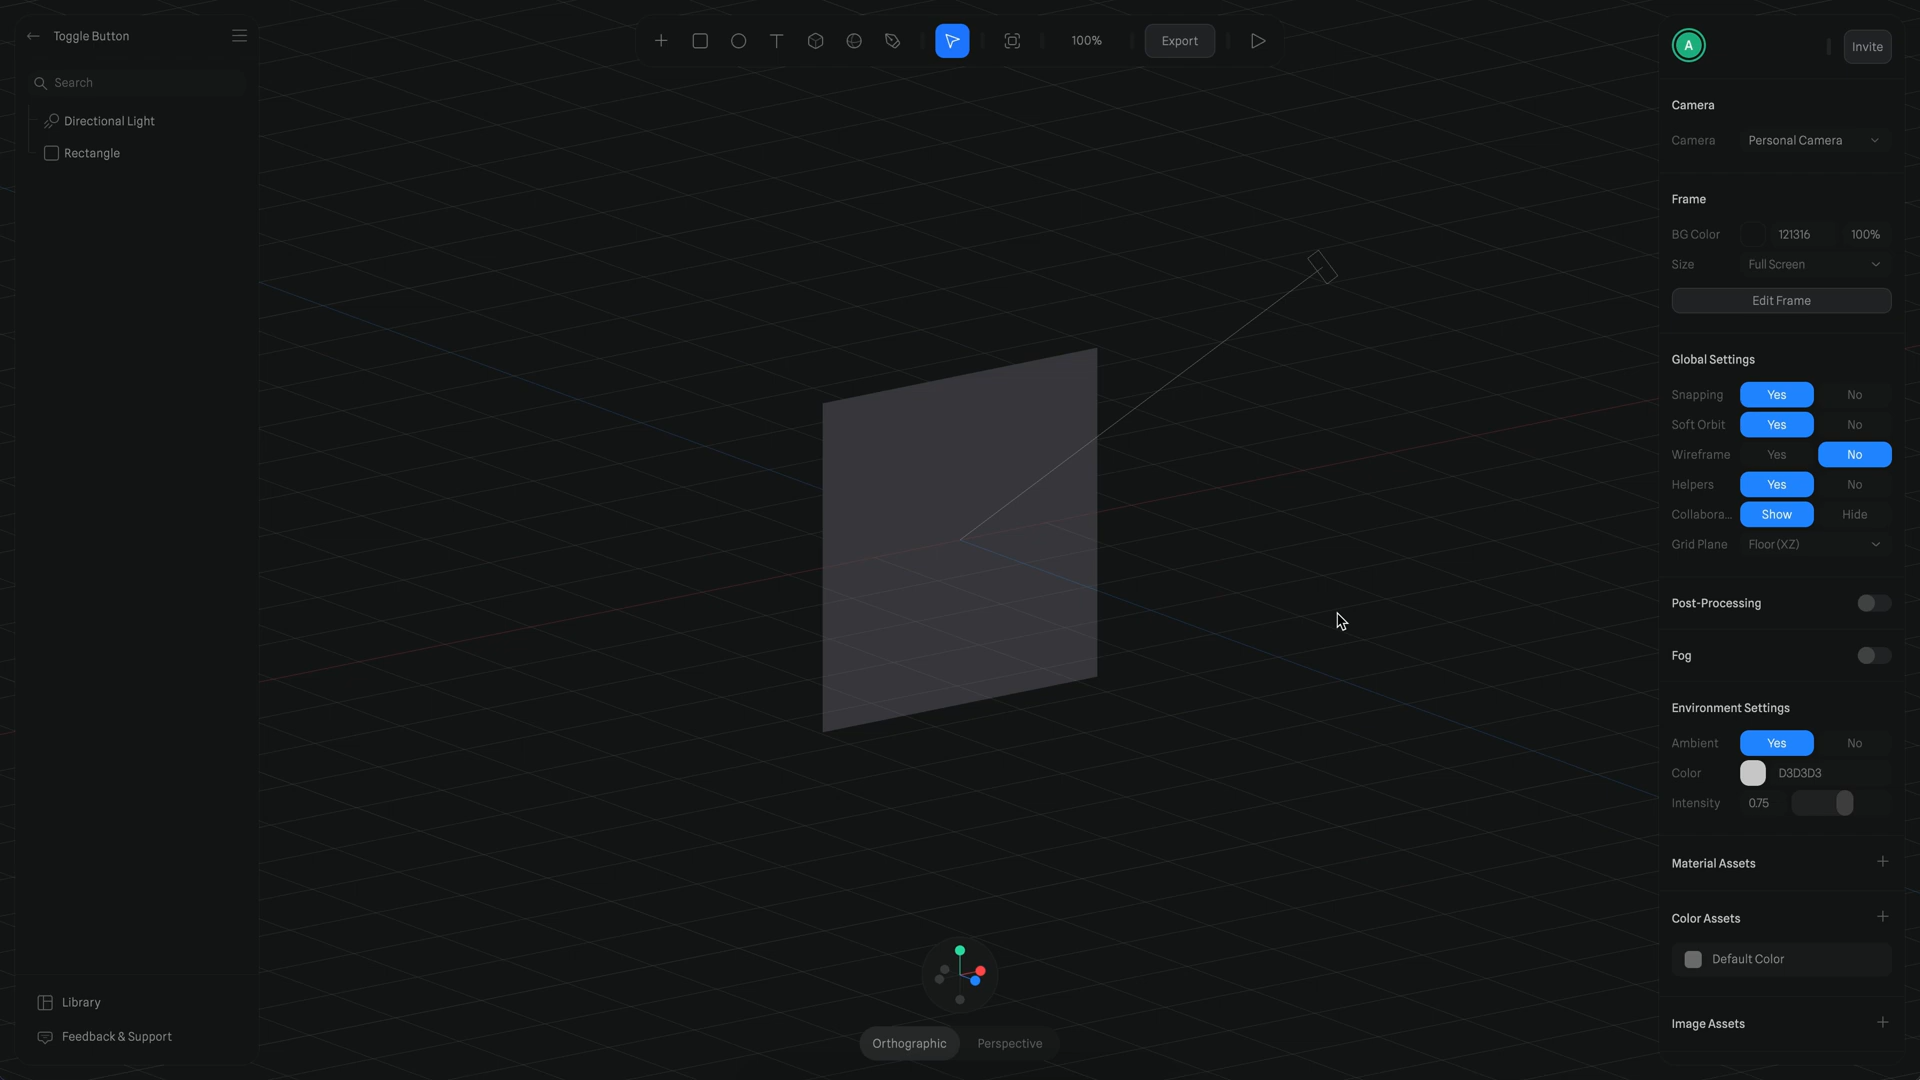 Toggle Button
Search
Directional Light
Rectangle
Library
Feedback & Support
100%
Export
Orthographic
Perspective
A
Invite
Camera
Camera Personal Camera
Frame
BG Color 121316 100%
Size Full Screen
Edit Frame
Global Settings
Snapping Yes No
Soft Orbit Yes No
Wireframe Yes No
Helpers Yes No
Collabora... Show Hide
Grid Plane Floor (XZ)
Post-Processing
Fog
Environment Settings
Ambient Yes No
Color D3D3D3
Intensity 0.75
Material Assets
Color Assets
Default Color
Image Assets